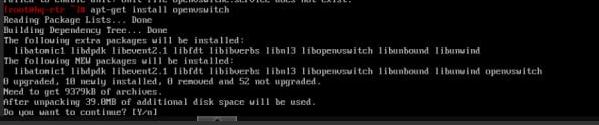 Failed to enable unit: Unit file openvswitch.service does not exist.
[root@hq-rtr ~]# apt-get install openvswitch
Reading Package Lists... Done
Building Dependency Tree... Done
The following extra packages will be installed:
  libatomic1 libdpdk libevent2.1 libfdt libibverbs libnl3 libopenvswitch libunbound libunwind
The following NEW packages will be installed:
  libatomic1 libdpdk libevent2.1 libfdt libibverbs libnl3 libopenvswitch libunbound libunwind openvswitch
0 upgraded, 10 newly installed, 0 removed and 52 not upgraded.
Need to get 9379kB of archives.
After unpacking 39.0MB of additional disk space will be used.
Do you want to continue? [Y/n]